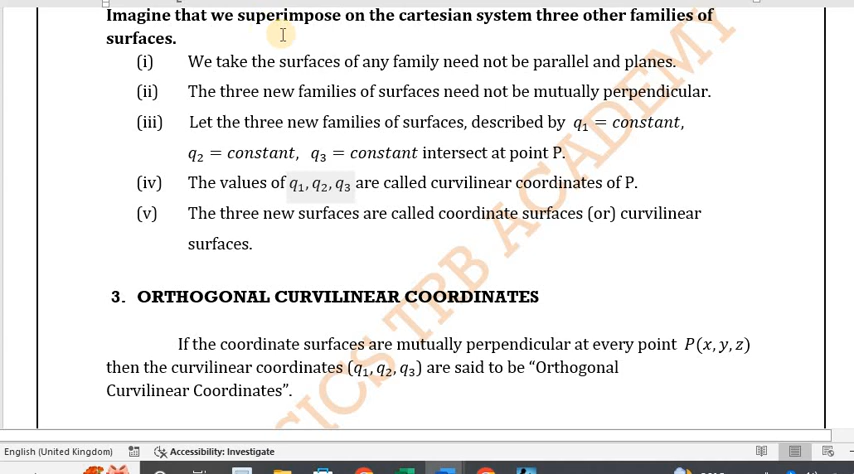 Imagine that we superimpose on the cartesian system three other families of
surfaces.
(i) We take the surfaces of any family need not be parallel and planes.
(ii) The three new families of surfaces need not be mutually perpendicular.
(iii) Let the three new families of surfaces, described by q₁ = constant,
q₂ = constant, q₃ = constant intersect at point P.
(iv) The values of q₁, q₂, q₃ are called curvilinear coordinates of P.
(v) The three new surfaces are called coordinate surfaces (or) curvilinear
surfaces.
3. ORTHOGONAL CURVILINEAR COORDINATES
If the coordinate surfaces are mutually perpendicular at every point P(x, y, z)
then the curvilinear coordinates (q₁, q₂, q₃) are said to be “Orthogonal
Curvilinear Coordinates”.
SICS TRB ACADEMY
English (United Kingdom) Accessibility: Investigate